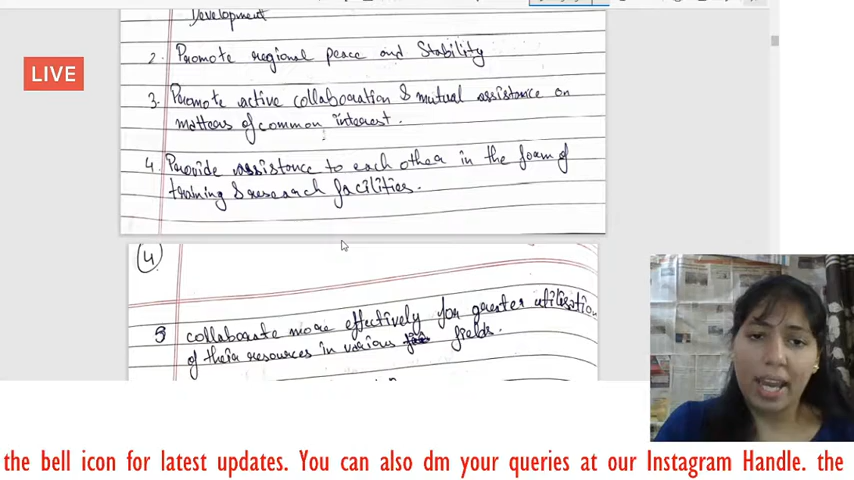 Development
2. Promote regional peace and Stability
LIVE
3. Promote active collaboration & mutual assistance on
matters of common interest.
4. Provide assistance to each other in the form of
training & research facilities.
4
5 collaborate more effectively for greater utilisation
of their resources in various fields.
the bell icon for latest updates. You can also dm your queries at our Instagram Handle. the